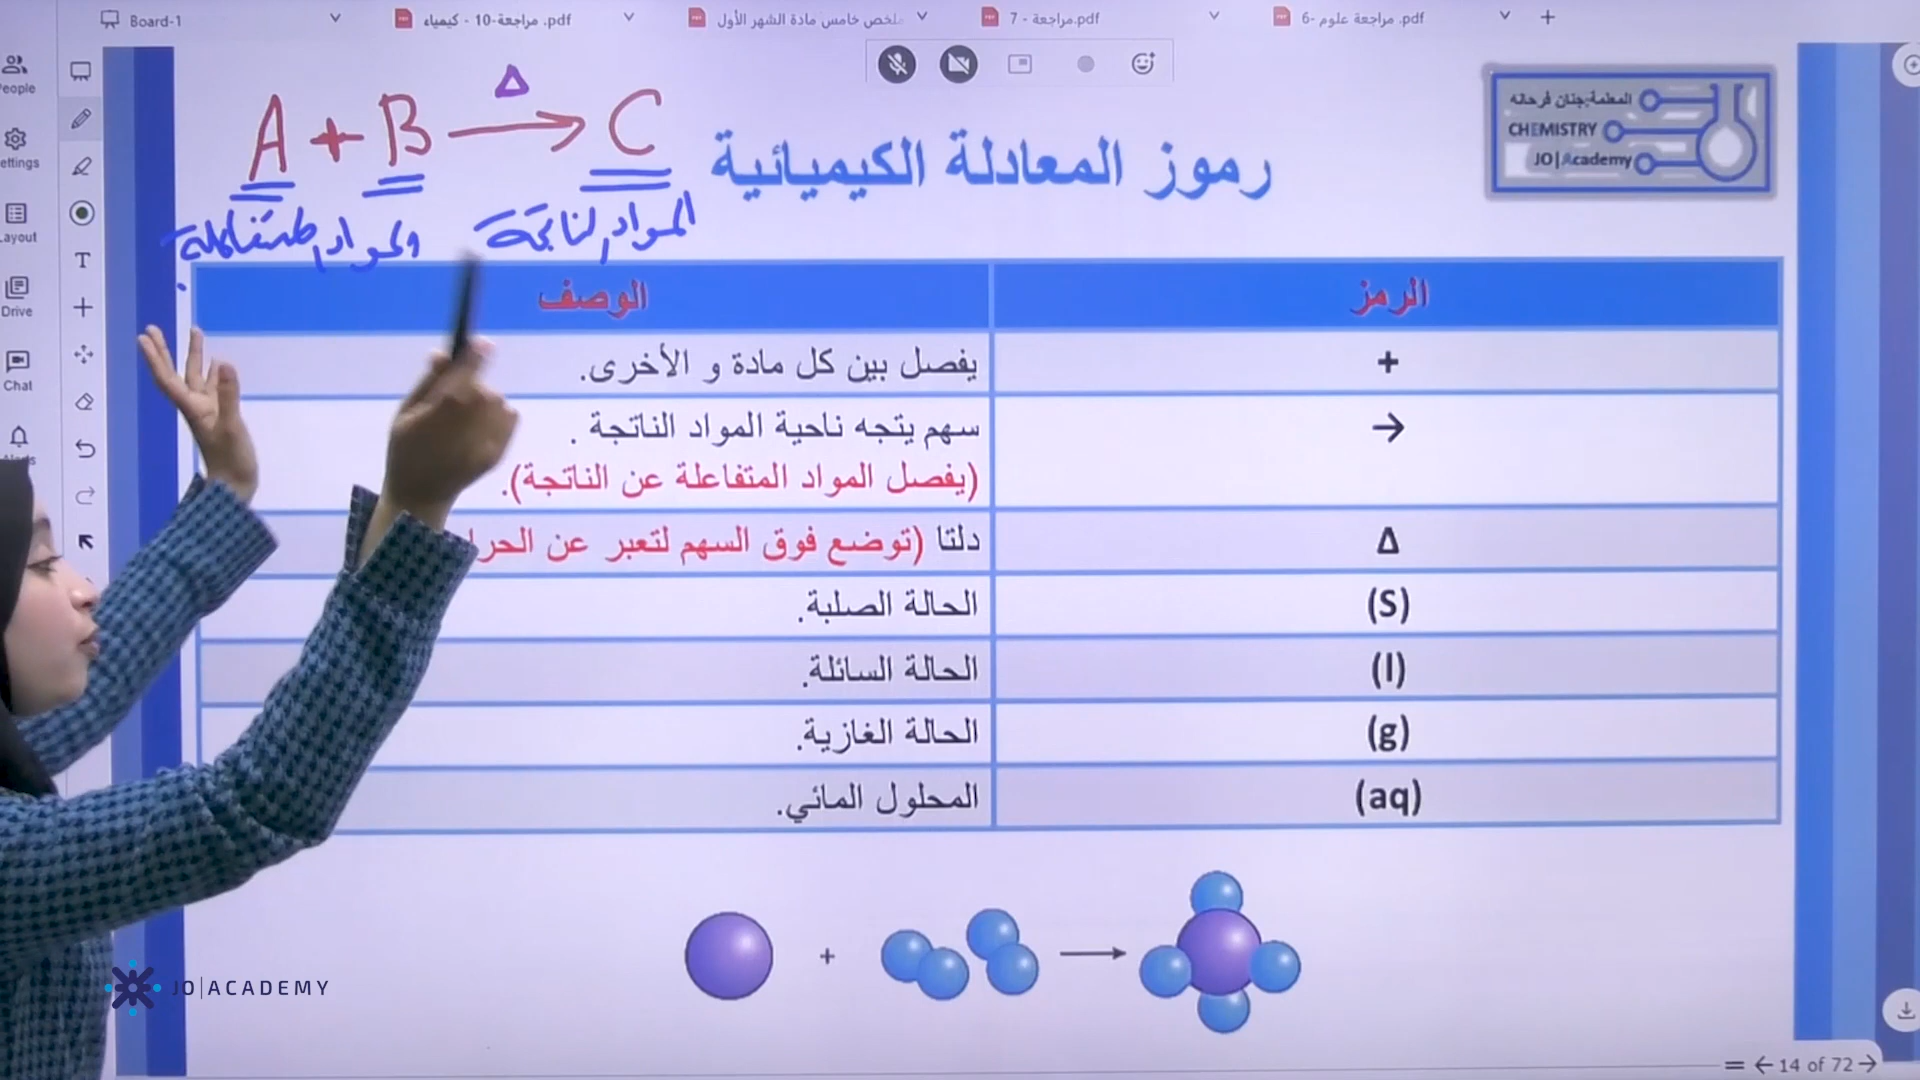 Board-1
مراجعة-10 - كيمياء .pdf
ملخص خامس مادة الشهر الأول
مراجعة - 7.pdf
مراجعة علوم -6 .pdf
People
Settings
Layout
Drive
Chat
T
Δ
A + B → C
المواد المتفاعلة
المواد الناتجة
رموز المعادلة الكيميائية
المعلمة:جنان فرحانه
CHEMISTRY
JO|Academy
الرمز الوصف
+ يفصل بين كل مادة و الأخرى.
→ سهم يتجه ناحية المواد الناتجة .
(يفصل المواد المتفاعلة عن الناتجة).
Δ دلتا (توضع فوق السهم لتعبر عن
(S) الحالة الصلبة.
(l) الحالة السائلة.
(g) الحالة الغازية.
(aq) المحلول المائي.
+ →
JO|ACADEMY
14 of 72